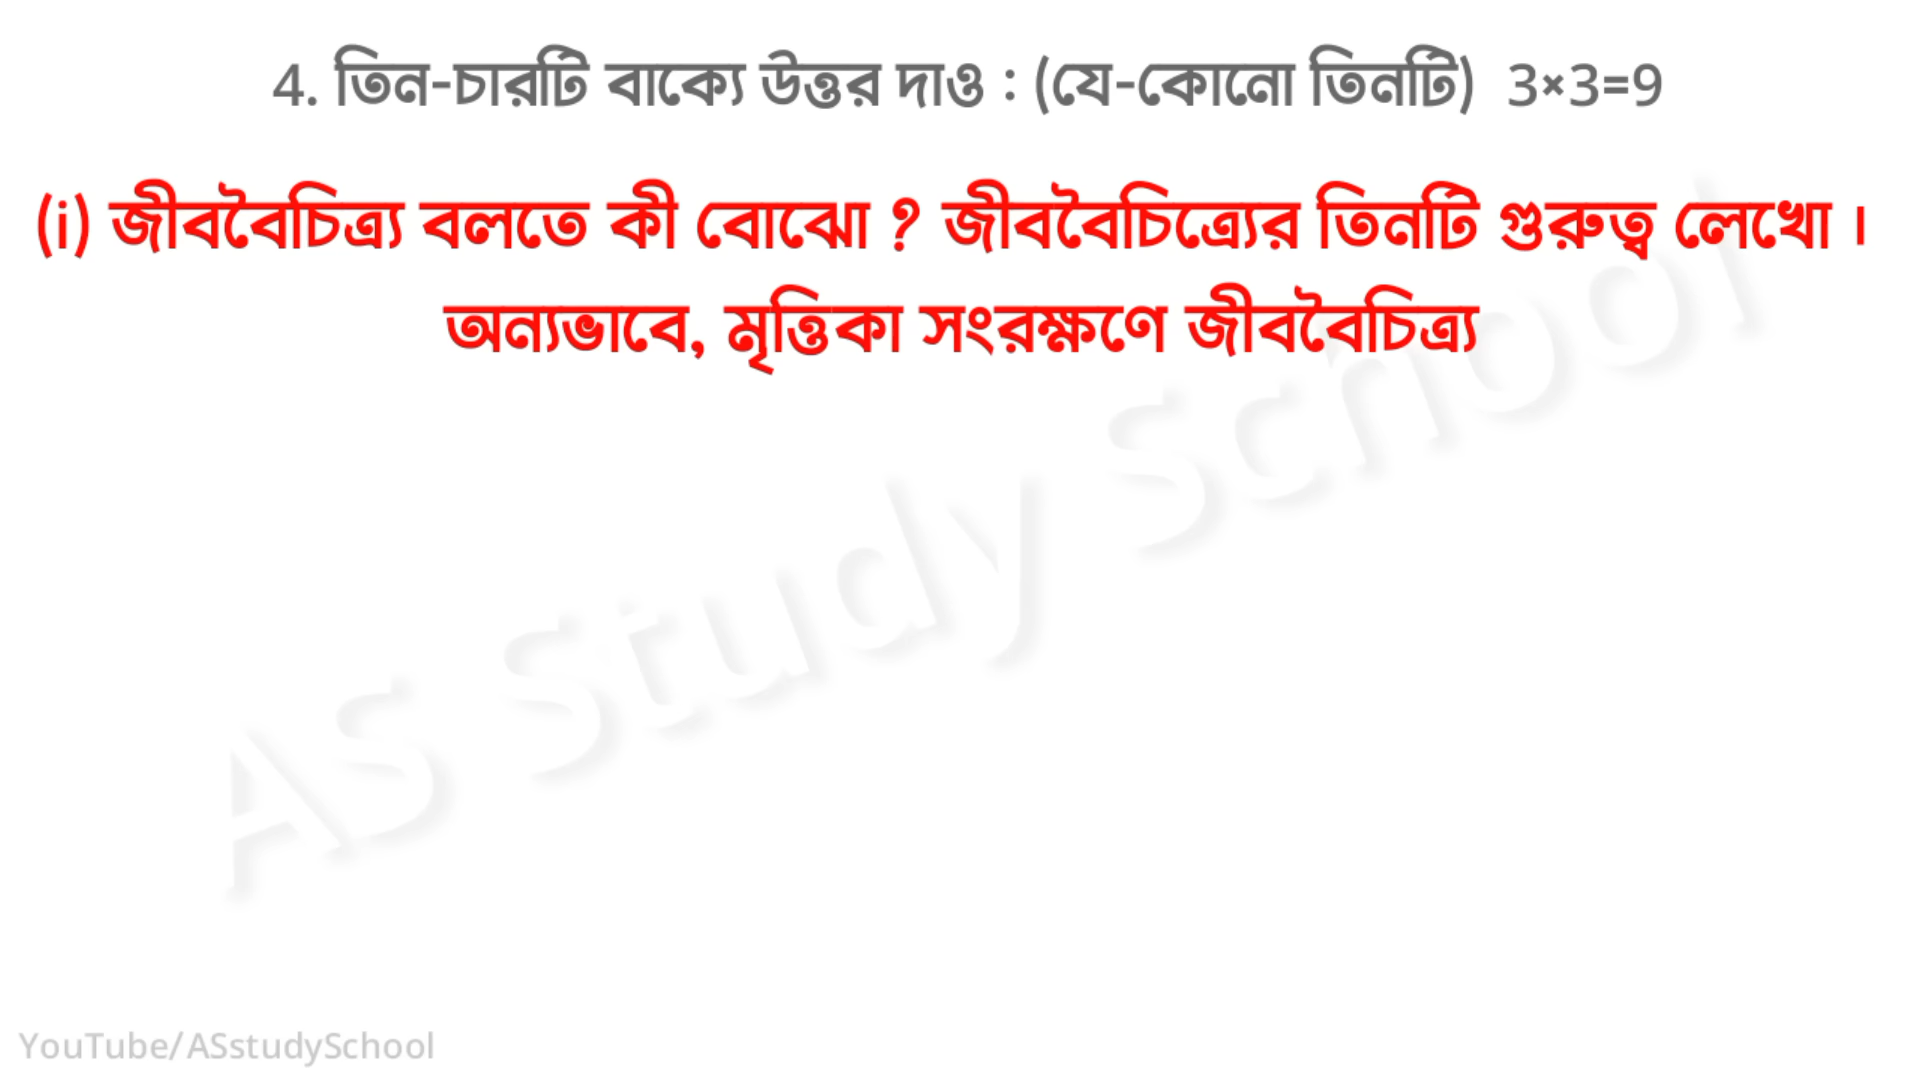 4. তিন-চারটি বাক্যে উত্তর দাও : (যে-কোনো তিনটি) 3×3=9
(i) জীববৈচিত্র্য বলতে কী বোঝো ? জীববৈচিত্র্যের তিনটি গুরুত্ব লেখো ।
অন্যভাবে, মৃত্তিকা সংরক্ষণে জীববৈচিত্র্য
AS Study School
YouTube/ASstudySchool